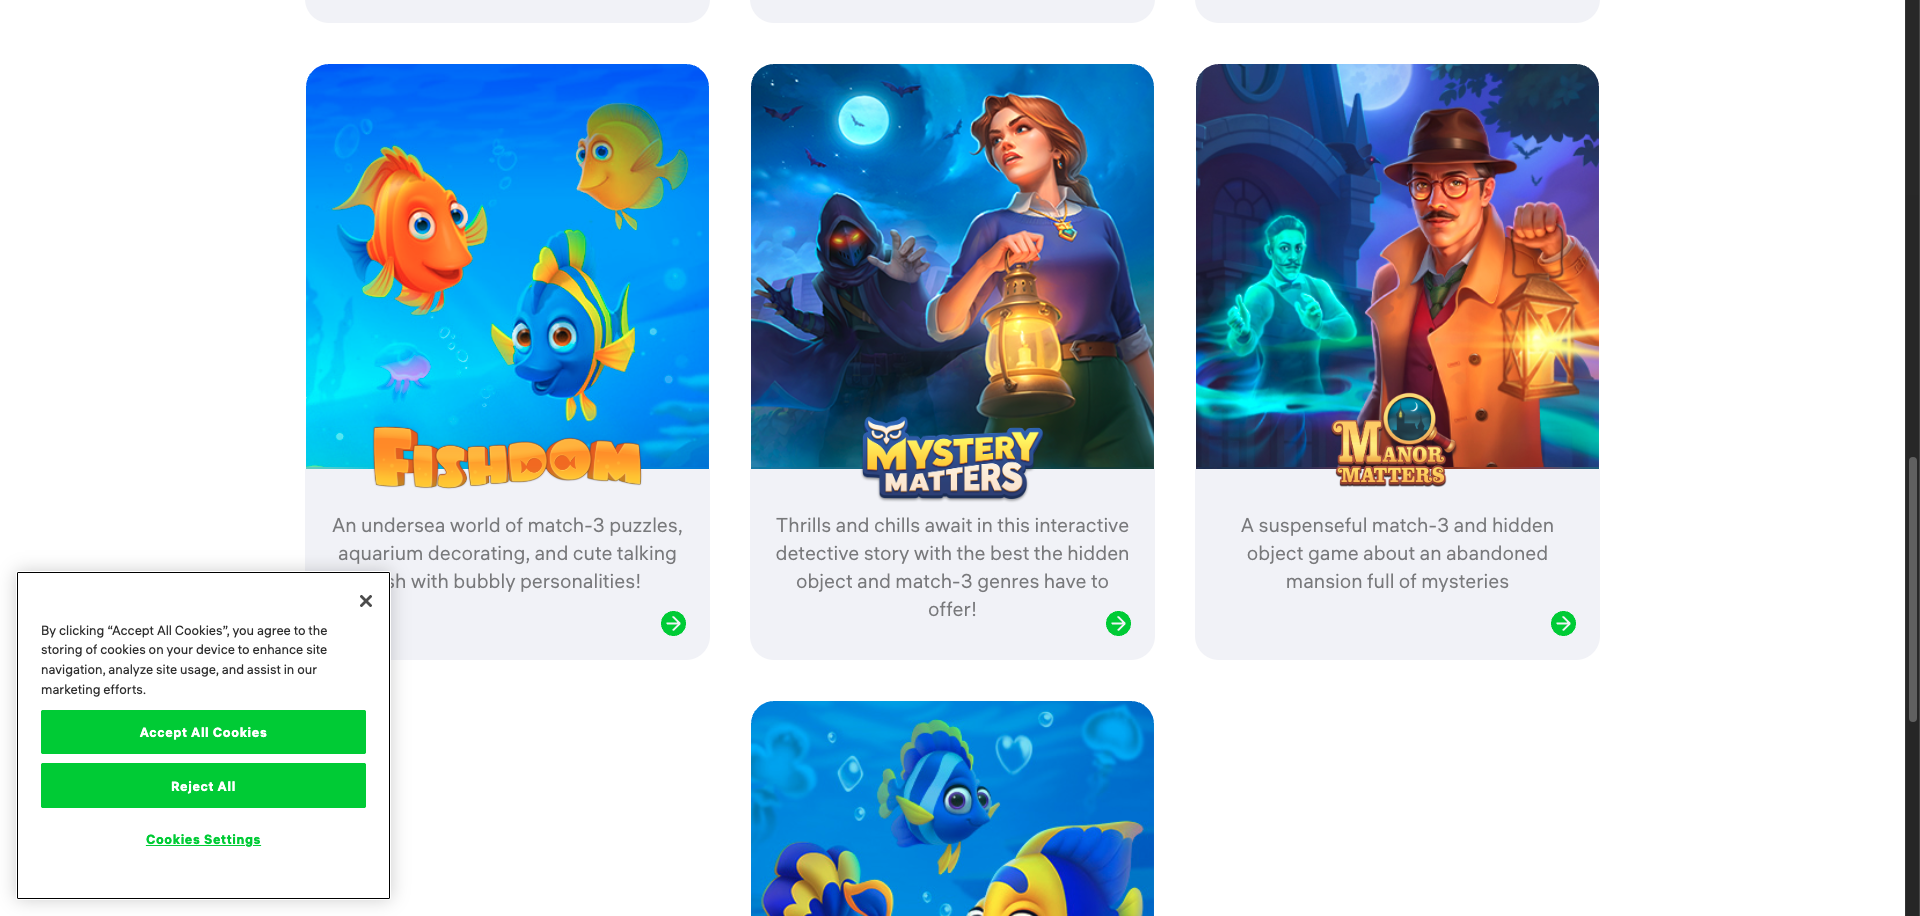 FISHDOM
An undersea world of match-3 puzzles,
aquarium decorating, and cute talking
sh with bubbly personalities!
MYSTERY
MATTERS
Thrills and chills await in this interactive
detective story with the best the hidden
object and match-3 genres have to
offer!
MANOR
MATTERS
A suspenseful match-3 and hidden
object game about an abandoned
mansion full of mysteries
By clicking “Accept All Cookies”, you agree to the
storing of cookies on your device to enhance site
navigation, analyze site usage, and assist in our
marketing efforts.
Accept All Cookies
Reject All
Cookies Settings